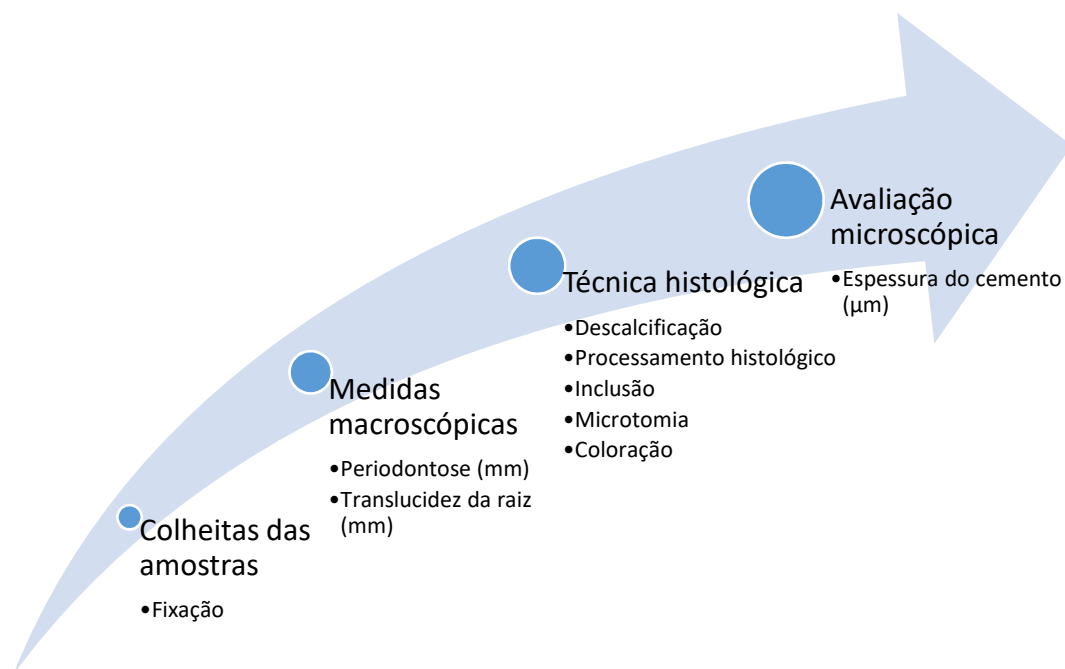 Colheitas das
amostras
•Fixação
Medidas
macroscópicas
•Periodontose (mm)
•Translucidez da raiz
(mm)
Técnica histológica
•Descalcificação
•Processamento histológico
•Inclusão
•Microtomia
•Coloração
Avaliação
microscópica
•Espessura do cemento
(µm)